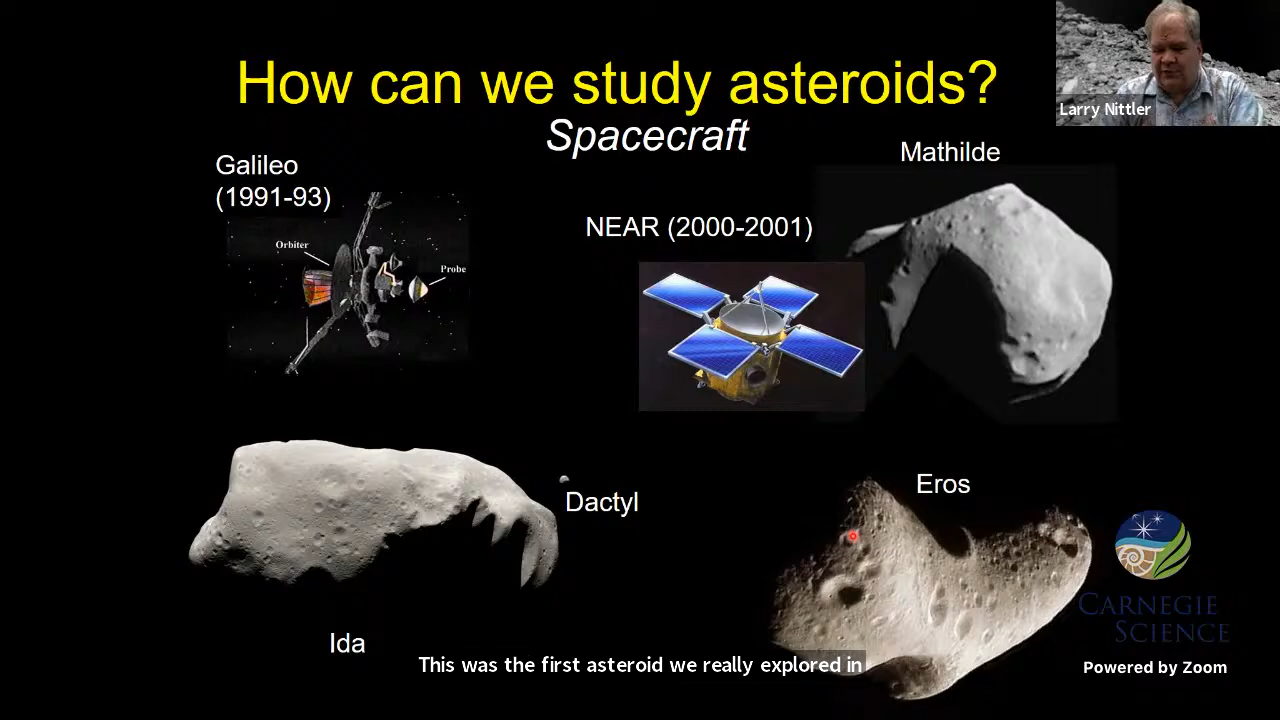 How can we study asteroids?
Spacecraft
Larry Nittler
Galileo
(1991-93)
Orbiter
Probe
NEAR (2000-2001)
Mathilde
Dactyl
Ida
Eros
CARNEGIE
SCIENCE
This was the first asteroid we really explored in
Powered by Zoom